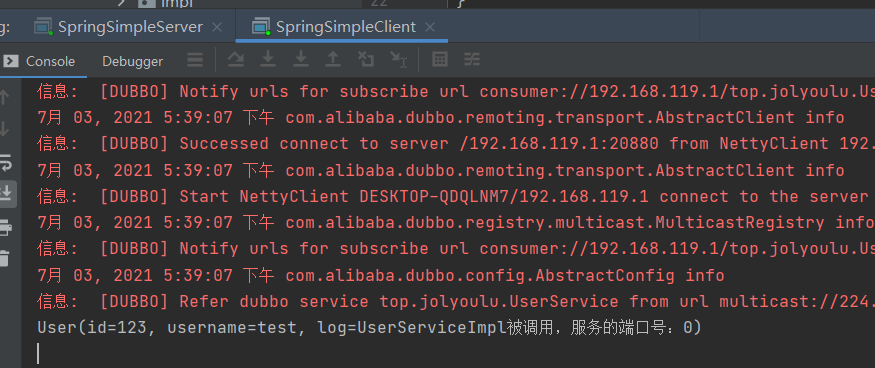 impl
22
g:
SpringSimpleServer
SpringSimpleClient
Console
Debugger
信息: [DUBBO] Notify urls for subscribe url consumer://192.168.119.1/top.jolyoulu.Us
7月 03, 2021 5:39:07 下午 com.alibaba.dubbo.remoting.transport.AbstractClient info
信息: [DUBBO] Successed connect to server /192.168.119.1:20880 from NettyClient 192.
7月 03, 2021 5:39:07 下午 com.alibaba.dubbo.remoting.transport.AbstractClient info
信息: [DUBBO] Start NettyClient DESKTOP-QDQLNM7/192.168.119.1 connect to the server
7月 03, 2021 5:39:07 下午 com.alibaba.dubbo.registry.multicast.MulticastRegistry info
信息: [DUBBO] Notify urls for subscribe url consumer://192.168.119.1/top.jolyoulu.Us
7月 03, 2021 5:39:07 下午 com.alibaba.dubbo.config.AbstractConfig info
信息: [DUBBO] Refer dubbo service top.jolyoulu.UserService from url multicast://224.
User(id=123, username=test, log=UserServiceImpl被调用，服务的端口号：0)